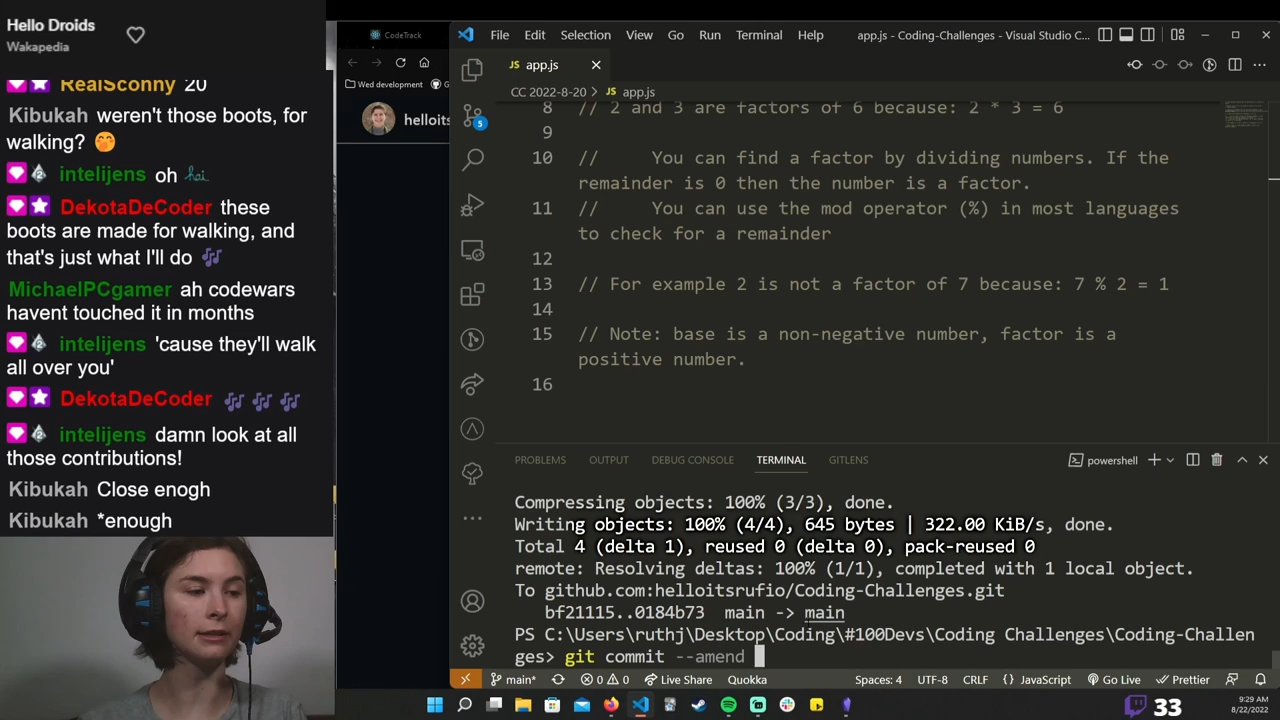 Hello Droids
Wakapedia
RealSconny 20
Kibukah weren't those boots, for
walking?
intelijens oh hai
DekotaDeCoder these
boots are made for walking, and
that's just what I'll do
MichaelPCgamer ah codewars
havent touched it in months
intelijens 'cause they'll walk
all over you'
DekotaDeCoder
intelijens damn look at all
those contributions!
Kibukah Close enogh
Kibukah *enough
CodeTrack
Wed development
helloits
File Edit Selection View Go Run Terminal Help
app.js - Coding-Challenges - Visual Studio C...
JS app.js
CC 2022-8-20 > JS app.js
5
8 // 2 and 3 are factors of 6 because: 2 * 3 = 6
9
10 // You can find a factor by dividing numbers. If the
remainder is 0 then the number is a factor.
11 // You can use the mod operator (%) in most languages
to check for a remainder
12
13 // For example 2 is not a factor of 7 because: 7 % 2 = 1
14
15 // Note: base is a non-negative number, factor is a
positive number.
16
PROBLEMS OUTPUT DEBUG CONSOLE TERMINAL GITLENS
powershell
Compressing objects: 100% (3/3), done.
Writing objects: 100% (4/4), 645 bytes | 322.00 KiB/s, done.
Total 4 (delta 1), reused 0 (delta 0), pack-reused 0
remote: Resolving deltas: 100% (1/1), completed with 1 local object.
To github.com:helloitsrufio/Coding-Challenges.git
bf21115..0184b73 main -> main
PS C:\Users\ruthj\Desktop\Coding\#100Devs\Coding Challenges\Coding-Challen
ges> git commit --amend
main* 0 0 Live Share Quokka Spaces: 4 UTF-8 CRLF { } JavaScript Go Live Prettier
33
9:29 AM
8/22/2022